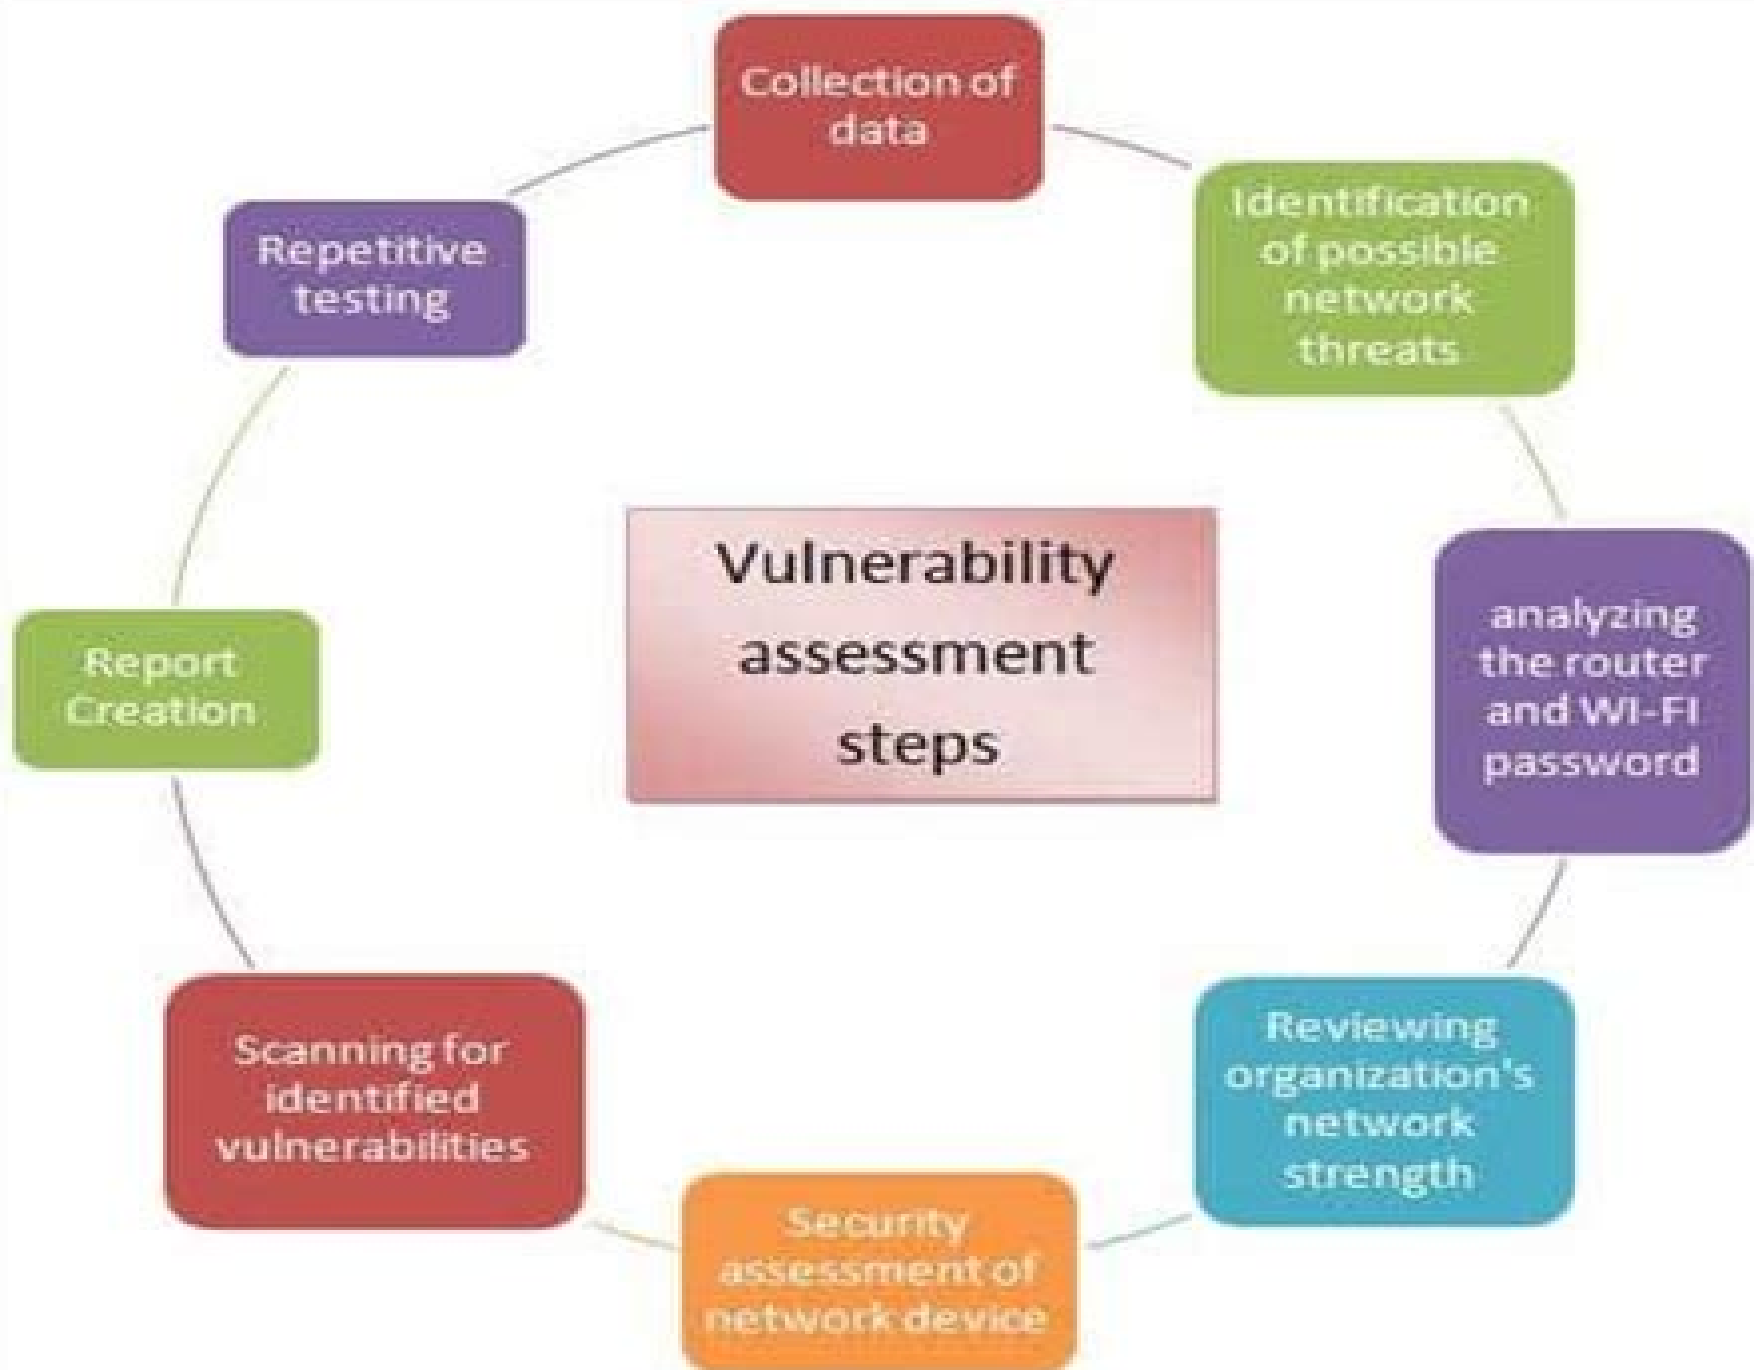 Collection of
data
Identification
of possible
network
threats
analyzing
the router
and WI-FI
password
Reviewing
organization's
network
strength
Security
assessment of
network device
Scanning for
identified
vulnerabilities
Report
Creation
Repetitive
testing
Vulnerability
assessment
steps